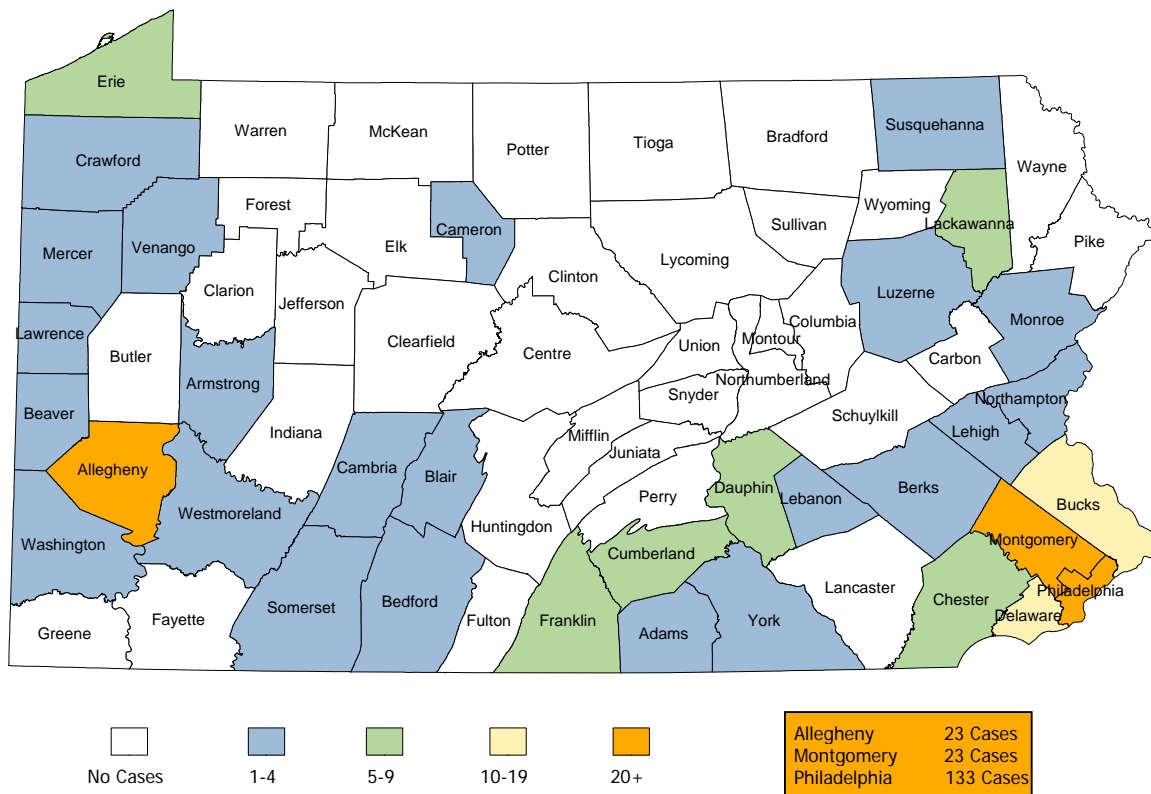 Erie
Warren
McKean
Potter
Tioga
Bradford
Susquehanna
Wayne
Crawford
Forest
Elk
Cameron
Sullivan
Wyoming
Lackawanna
Pike
Mercer
Venango
Clarion
Jefferson
Clinton
Lycoming
Luzerne
Monroe
Lawrence
Butler
Clearfield
Centre
Union
Montour
Columbia
Carbon
Armstrong
Snyder
Northumberland
Northampton
Beaver
Indiana
Mifflin
Juniata
Schuylkill
Lehigh
Allegheny
Cambria
Blair
Perry
Dauphin
Lebanon
Berks
Bucks
Westmoreland
Huntingdon
Washington
Cumberland
Montgomery
Lancaster
Philadelphia
Greene
Fayette
Somerset
Bedford
Fulton
Franklin
Adams
York
Chester
Delaware
No Cases
1-4
5-9
10-19
20+
Allegheny 23 Cases
Montgomery 23 Cases
Philadelphia 133 Cases